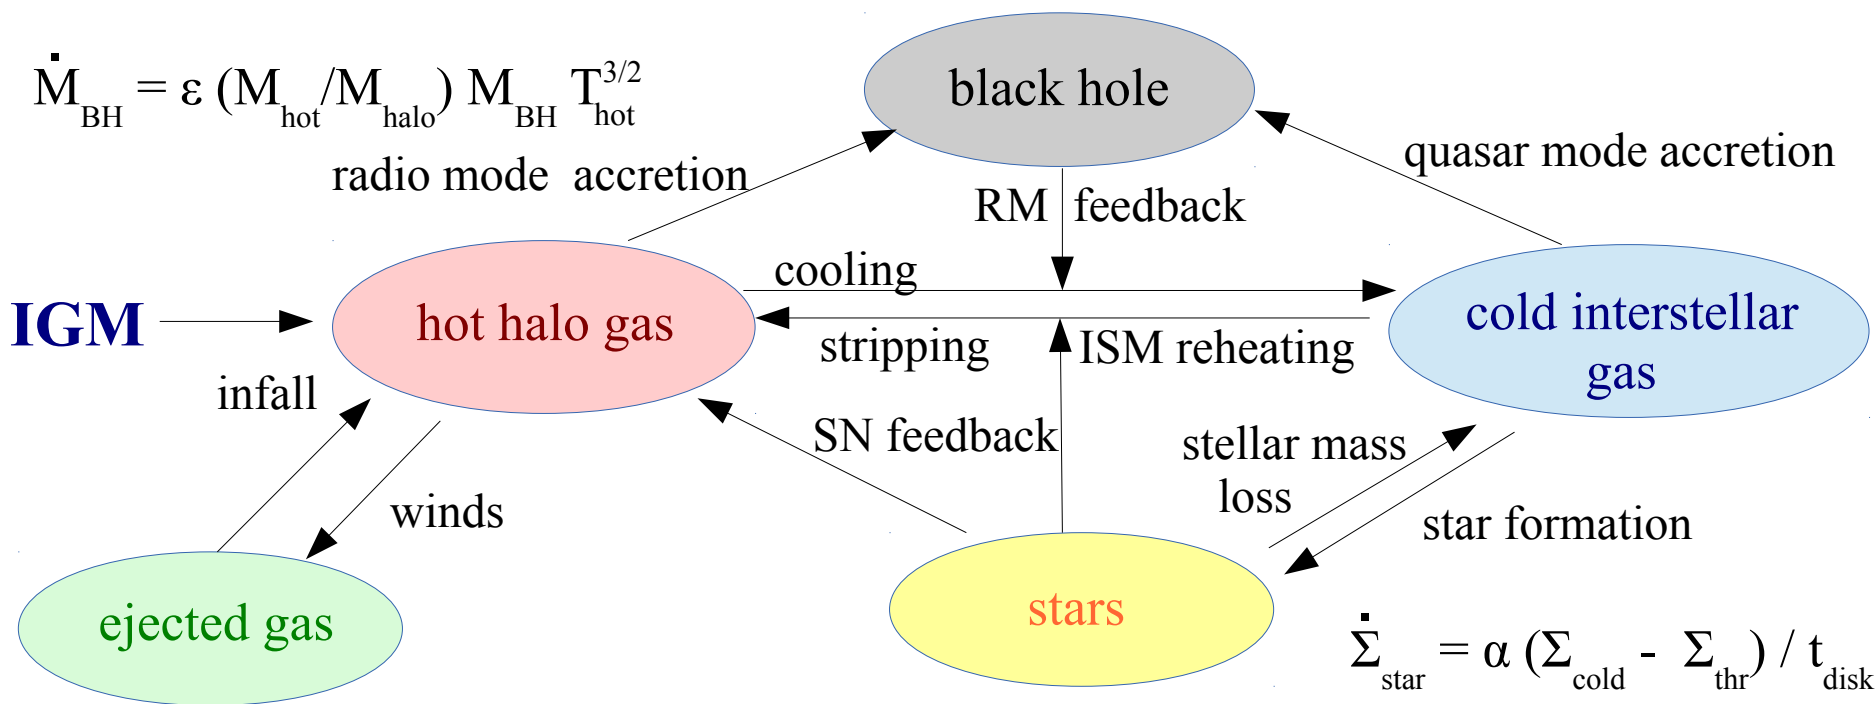 Ṁ_BH = ε (M_hot/M_halo) M_BH T_hot^3/2
black hole
radio mode accretion
quasar mode accretion
RM feedback
cooling
IGM
hot halo gas
cold interstellar
gas
stripping
ISM reheating
infall
SN feedback
stellar mass
loss
winds
star formation
ejected gas
stars
Σ̇_star = α (Σ_cold - Σ_thr) / t_disk